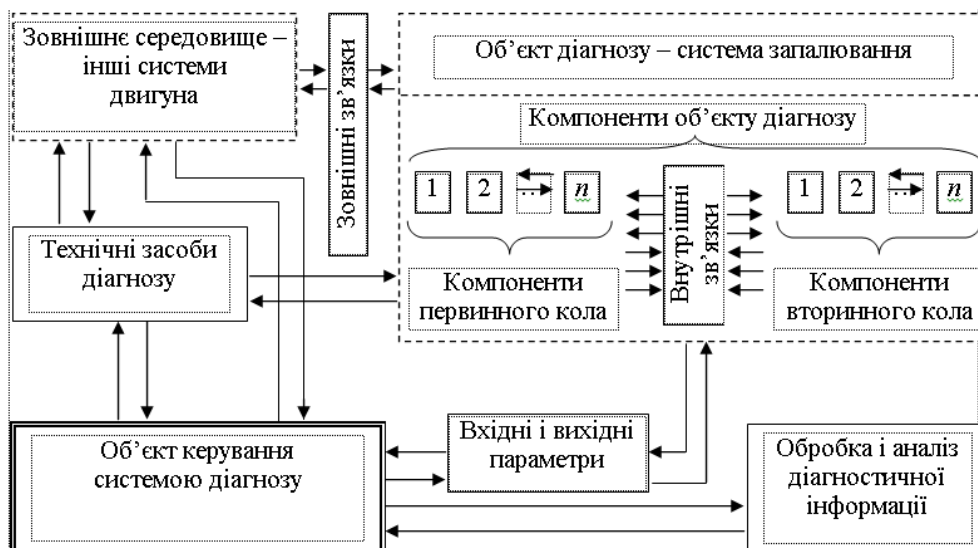 Зовнішнє середовище –
інші системи
двигуна
Зовнішні зв’язки
Об’єкт діагнозу – система запалювання
Компоненти об’єкту діагнозу
1 2 … n
1 2 … n
Внутрішні
зв’язки
Компоненти
первинного кола
Компоненти
вторинного кола
Технічні засоби
діагнозу
Об’єкт керування
системою діагнозу
Вхідні і вихідні
параметри
Обробка і аналіз
діагностичної
інформації